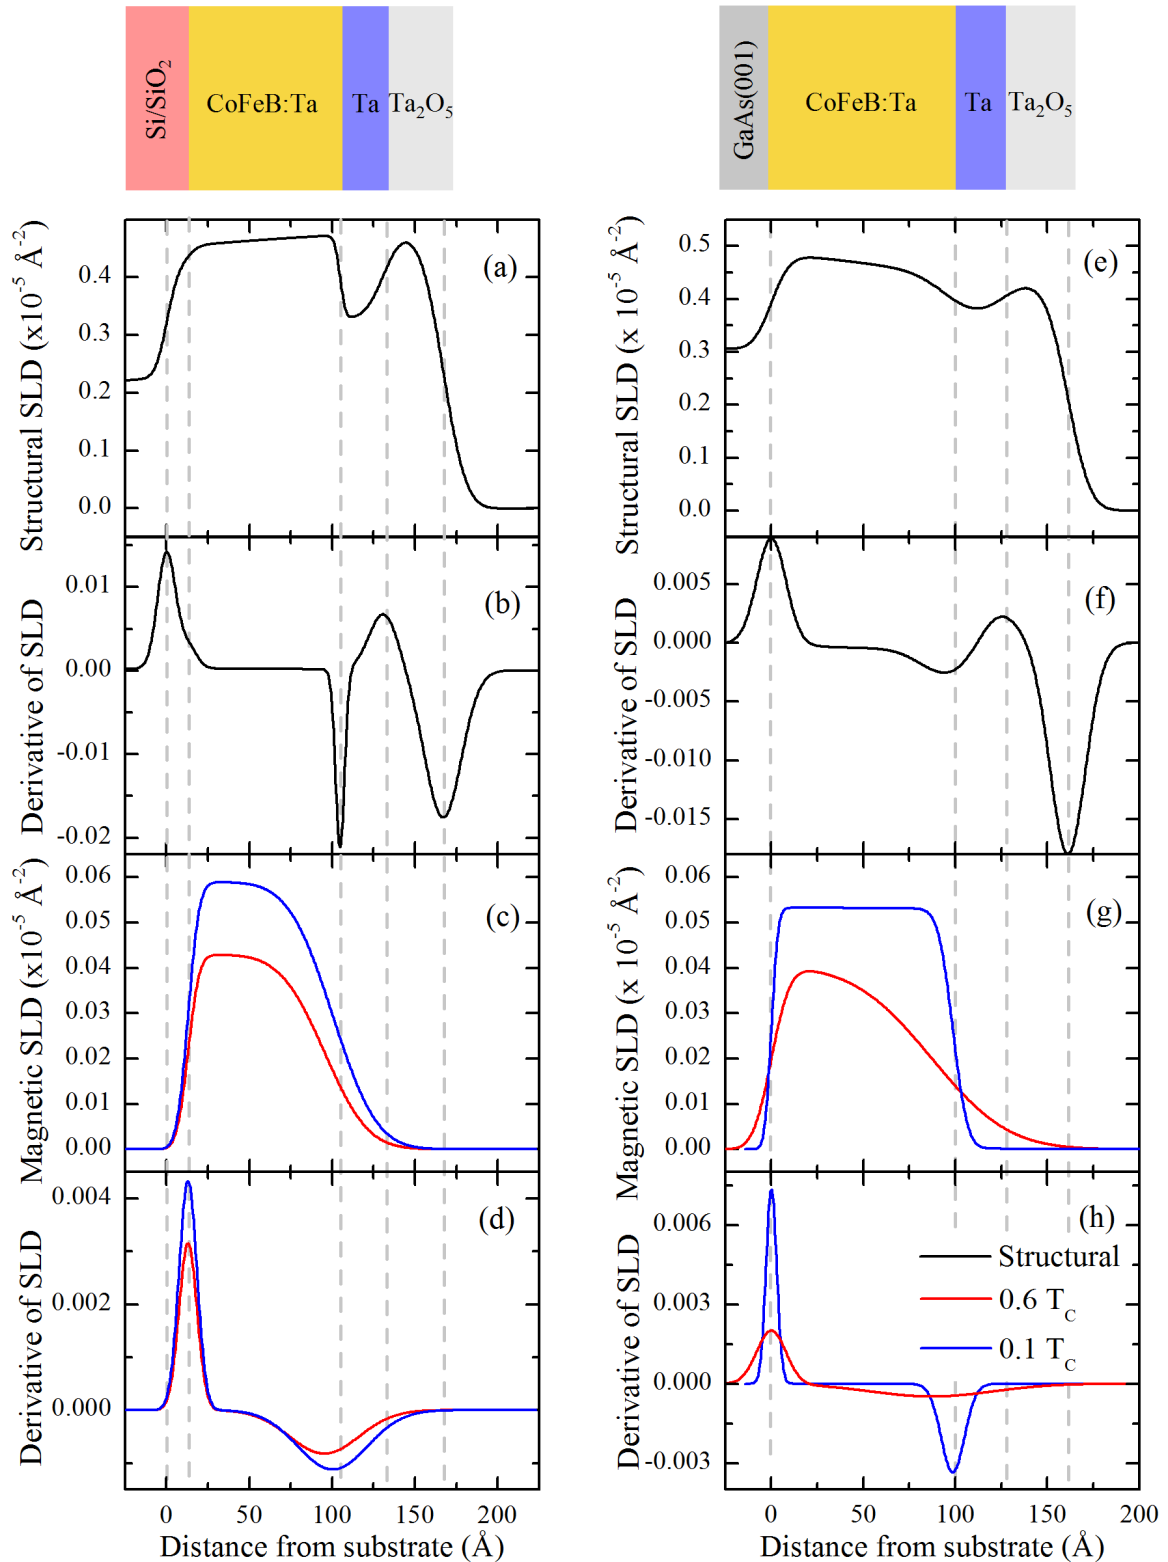 Si/SiO2
CoFeB:Ta
Ta
Ta2O5
GaAs(001)
CoFeB:Ta
Ta
Ta2O5
Structural SLD (x10-5 Å-2)
0.4
0.3
0.2
0.1
0.0
(a)
Derivative of SLD
0.01
0.00
-0.01
-0.02
(b)
Magnetic SLD (x10-5 Å-2)
0.06
0.05
0.04
0.03
0.02
0.01
0.00
(c)
Derivative of SLD
0.004
0.002
0.000
(d)
0 50 100 150 200
Distance from substrate (Å)
Structural SLD (x 10-5 Å-2)
0.5
0.4
0.3
0.2
0.1
0.0
(e)
Derivative of SLD
0.005
0.000
-0.005
-0.010
-0.015
(f)
Magnetic SLD (x 10-5 Å-2)
0.06
0.05
0.04
0.03
0.02
0.01
0.00
(g)
Derivative of SLD
0.006
0.003
0.000
-0.003
(h)
Structural
0.6 TC
0.1 TC
0 50 100 150 200
Distance from substrate (Å)